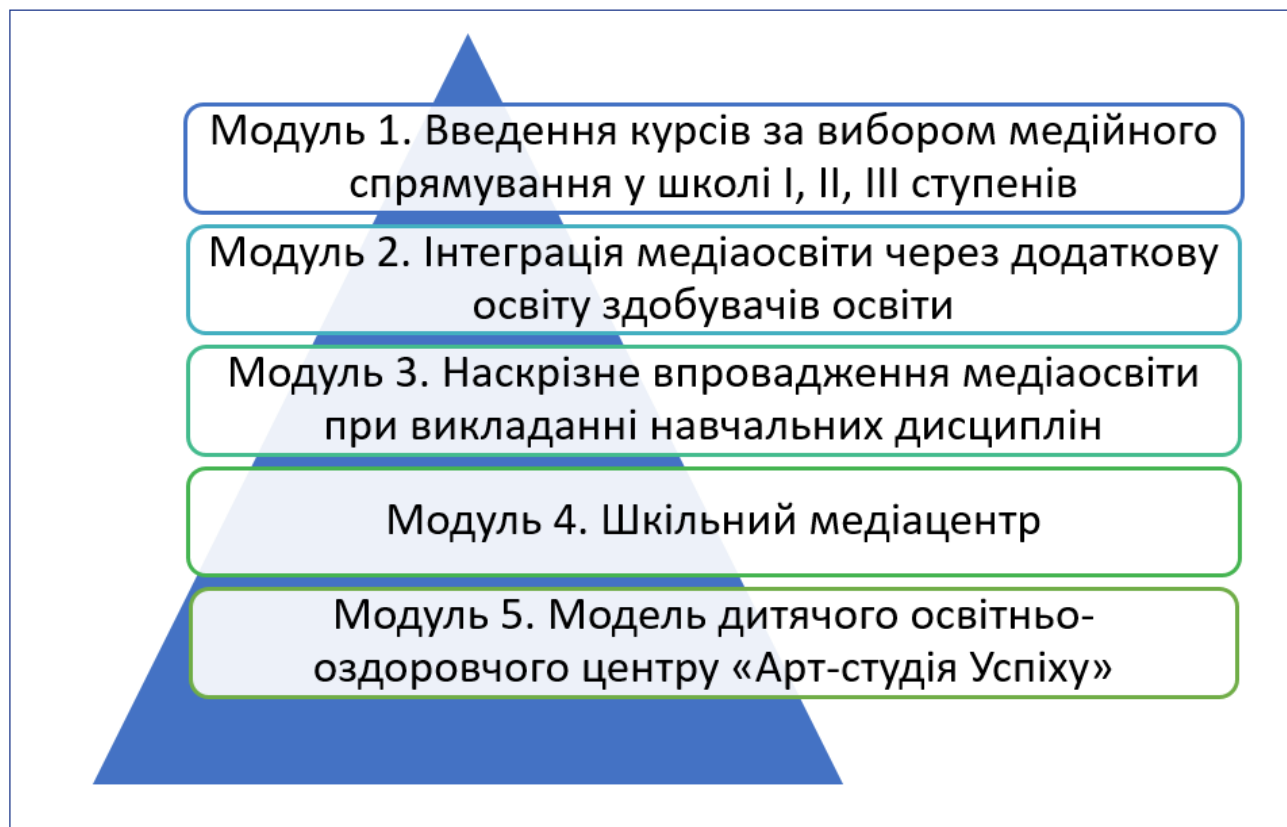 Модуль 1. Введення курсів за вибором медійного
спрямування у школі І, ІІ, ІІІ ступенів
Модуль 2. Інтеграція медіаосвіти через додаткову
освіту здобувачів освіти
Модуль 3. Наскрізне впровадження медіаосвіти
при викладанні навчальних дисциплін
Модуль 4. Шкільний медіацентр
Модуль 5. Модель дитячого освітньо-
оздоровчого центру «Арт-студія Успіху»